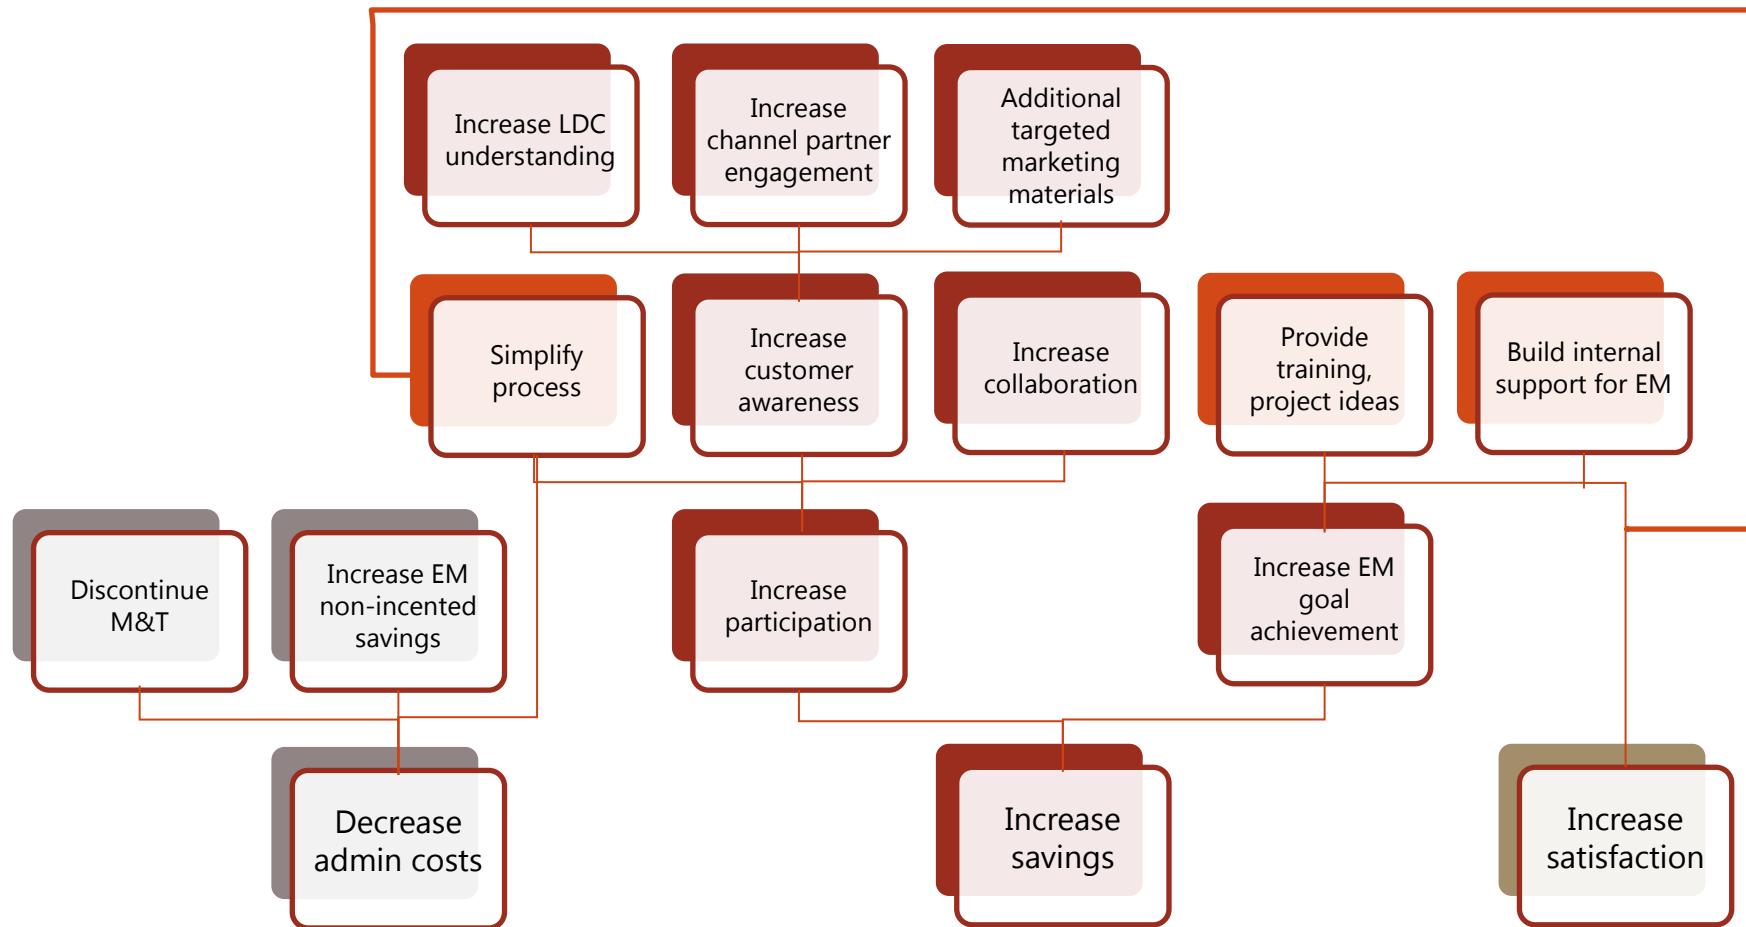 Increase LDC
understanding
Increase
channel partner
engagement
Additional
targeted
marketing
materials
Simplify
process
Increase
customer
awareness
Increase
collaboration
Provide
training,
project ideas
Build internal
support for EM
Discontinue
M&T
Increase EM
non-incented
savings
Increase
participation
Increase EM
goal
achievement
Decrease
admin costs
Increase
savings
Increase
satisfaction